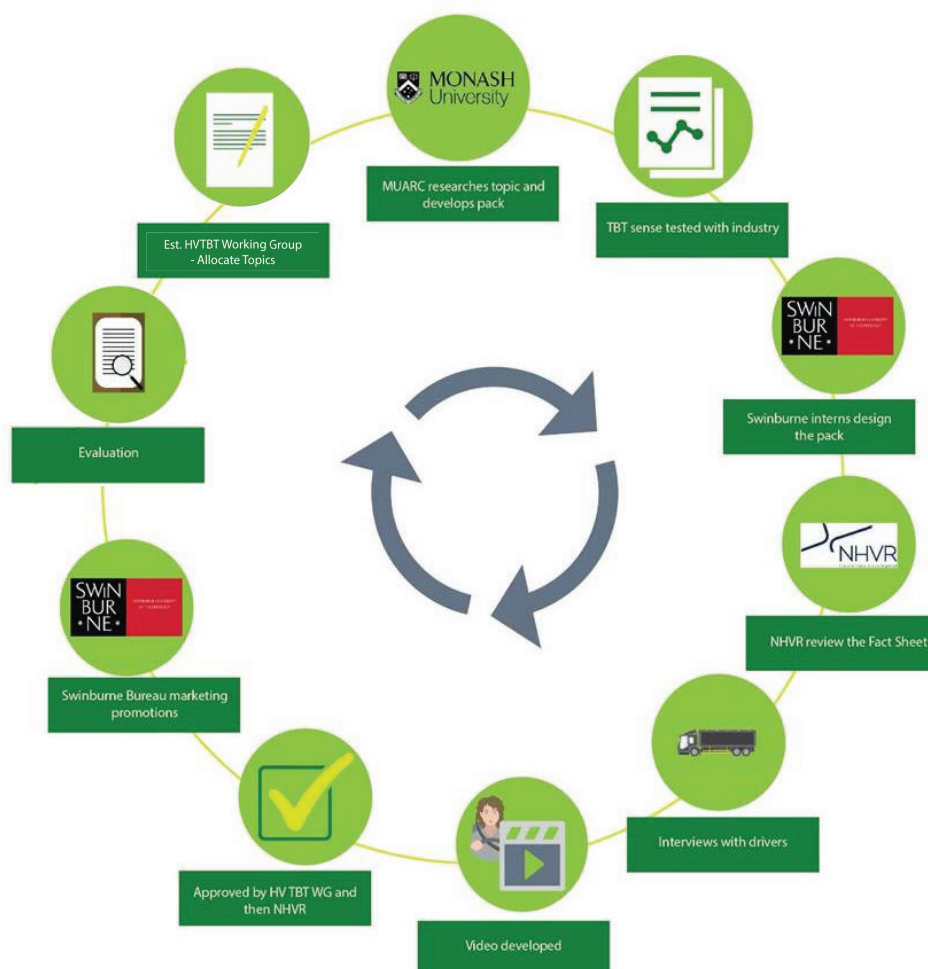 MONASH
University
MUARC researches topic and
develops pack
TBT sense tested with industry
SWIN
BUR
*NE*
Swinburne interns design
the pack
NHVR
NHVR review the Fact Sheet
Interviews with drivers
Video developed
Approved by HV TBT WG and
then NHVR
SWIN
BUR
*NE*
Swinburne Bureau marketing
promotions
Evaluation
Est. HVTBT Working Group
- Allocate Topics